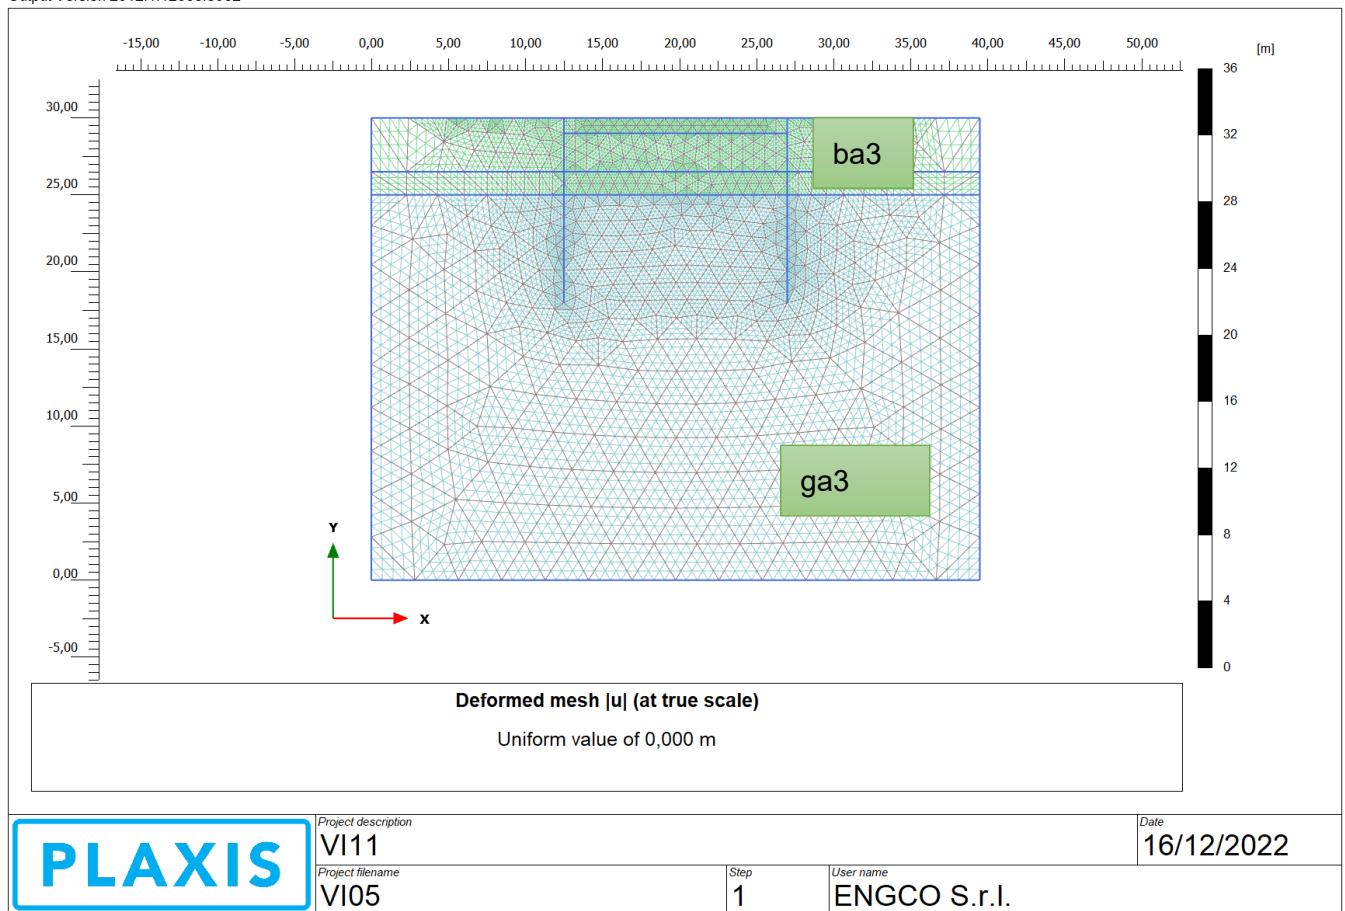 -15,00 -10,00 -5,00 0,00 5,00 10,00 15,00 20,00 25,00 30,00 35,00 40,00 45,00 50,00
[m]
36
30,00
32
ba3
25,00
28
20,00
24
15,00
20
10,00
16
ga3
12
5,00
8
Y
0,00
4
X
-5,00
0
Deformed mesh |u| (at true scale)
Uniform value of 0,000 m
PLAXIS
Project description
VI11
Date
16/12/2022
Project filename
VI05
Step
1
User name
ENGCO S.r.l.